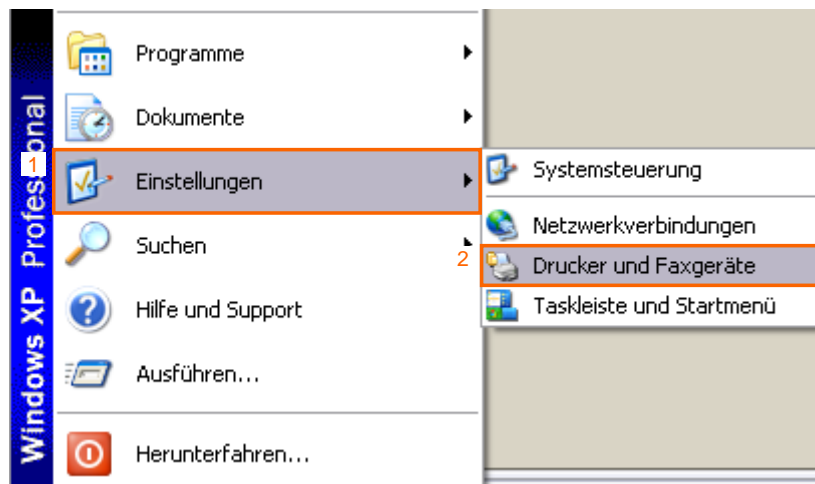 Windows XP Professional
Programme
Dokumente
1
Einstellungen
Suchen
Hilfe und Support
Ausführen...
Herunterfahren...
Systemsteuerung
Netzwerkverbindungen
2
Drucker und Faxgeräte
Taskleiste und Startmenü